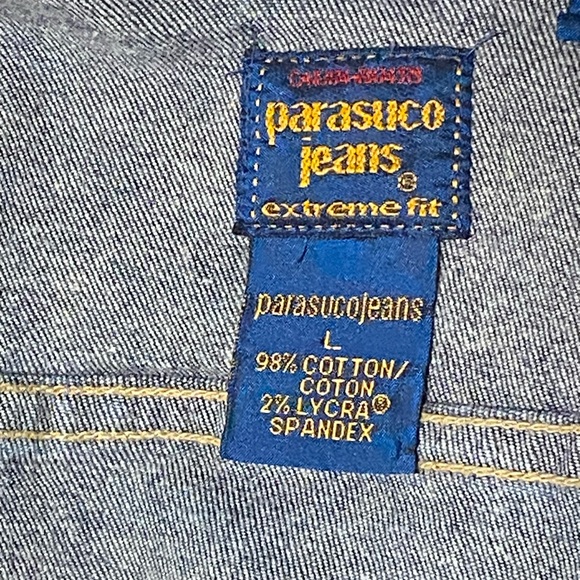 parasuco
jeans®
extreme fit
parasucojeans
L
98% COTTON/
COTON
2% LYCRA®
SPANDEX